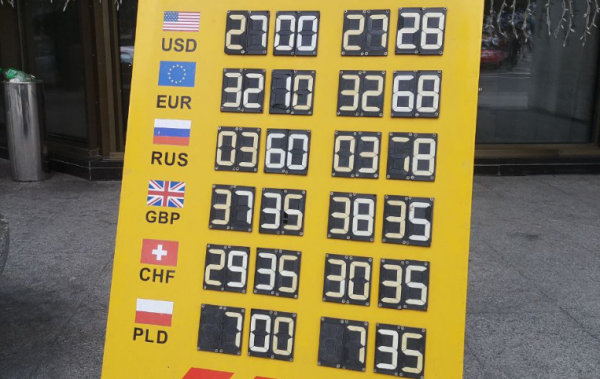 USD 27 00 27 28
EUR 32 10 32 68
RUS 03 60 03 78
GBP 37 35 38 35
CHF 29 35 30 35
PLD 7 00 7 35